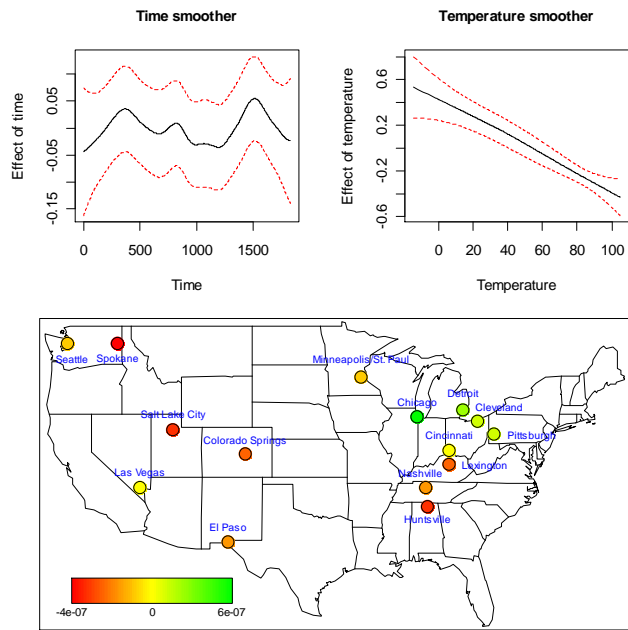 Time smoother
Temperature smoother
Effect of time
0.05
-0.05
-0.15
0 500 1000 1500
Time
Effect of temperature
0.6
0.2
-0.2
-0.6
0 20 40 60 80 100
Temperature
Seattle
Spokane
Minneapolis/St. Paul
Detroit
Chicago
Cleveland
Salt Lake City
Cincinnati
Pittsburgh
Colorado Springs
Las Vegas
Nashville
Lexington
Huntsville
El Paso
-4e-07 0 6e-07